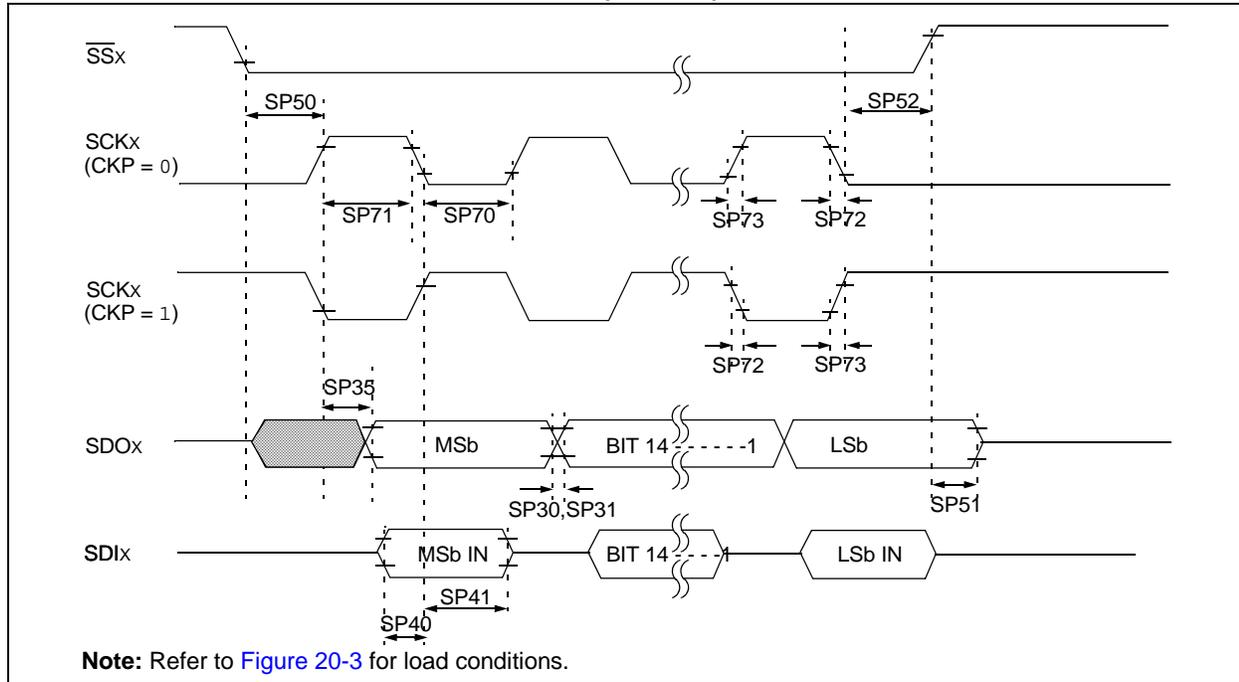 SSx
SP50
SP52
SCKx
(CKP = 0)
SP71
SP70
SP73
SP72
SCKx
(CKP = 1)
SP72
SP73
SP35
SDOx
MSb
BIT 14 - - - - - -1
LSb
SP30,SP31
SP51
SDIx
MSb IN
BIT 14 - - - - -1
LSb IN
SP41
SP40
Note: Refer to Figure 20-3 for load conditions.